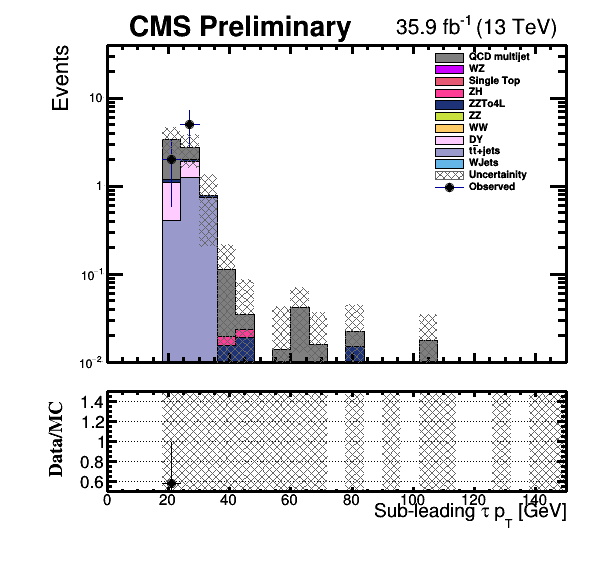 CMS Preliminary 35.9 fb⁻¹ (13 TeV)
Events
10
1
10⁻¹
10⁻²
QCD multijet
WZ
Single Top
ZH
ZZTo4L
ZZ
WW
DY
tt̄+jets
WJets
Uncertainity
Observed
Data/MC
1.4
1.2
1
0.8
0.6
0 20 40 60 80 100 120 140
Sub-leading τ p_T [GeV]